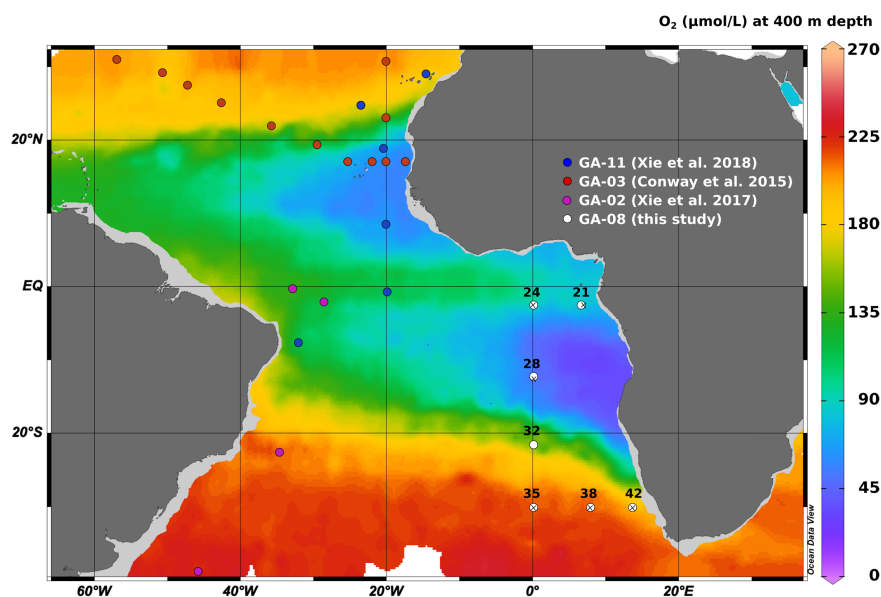 O2 (μmol/L) at 400 m depth
270
225
180
135
90
45
0
20°N
EQ
20°S
GA-11 (Xie et al. 2018)
GA-03 (Conway et al. 2015)
GA-02 (Xie et al. 2017)
GA-08 (this study)
24
21
28
32
35
38
42
Ocean Data View
60°W
40°W
20°W
0°
20°E